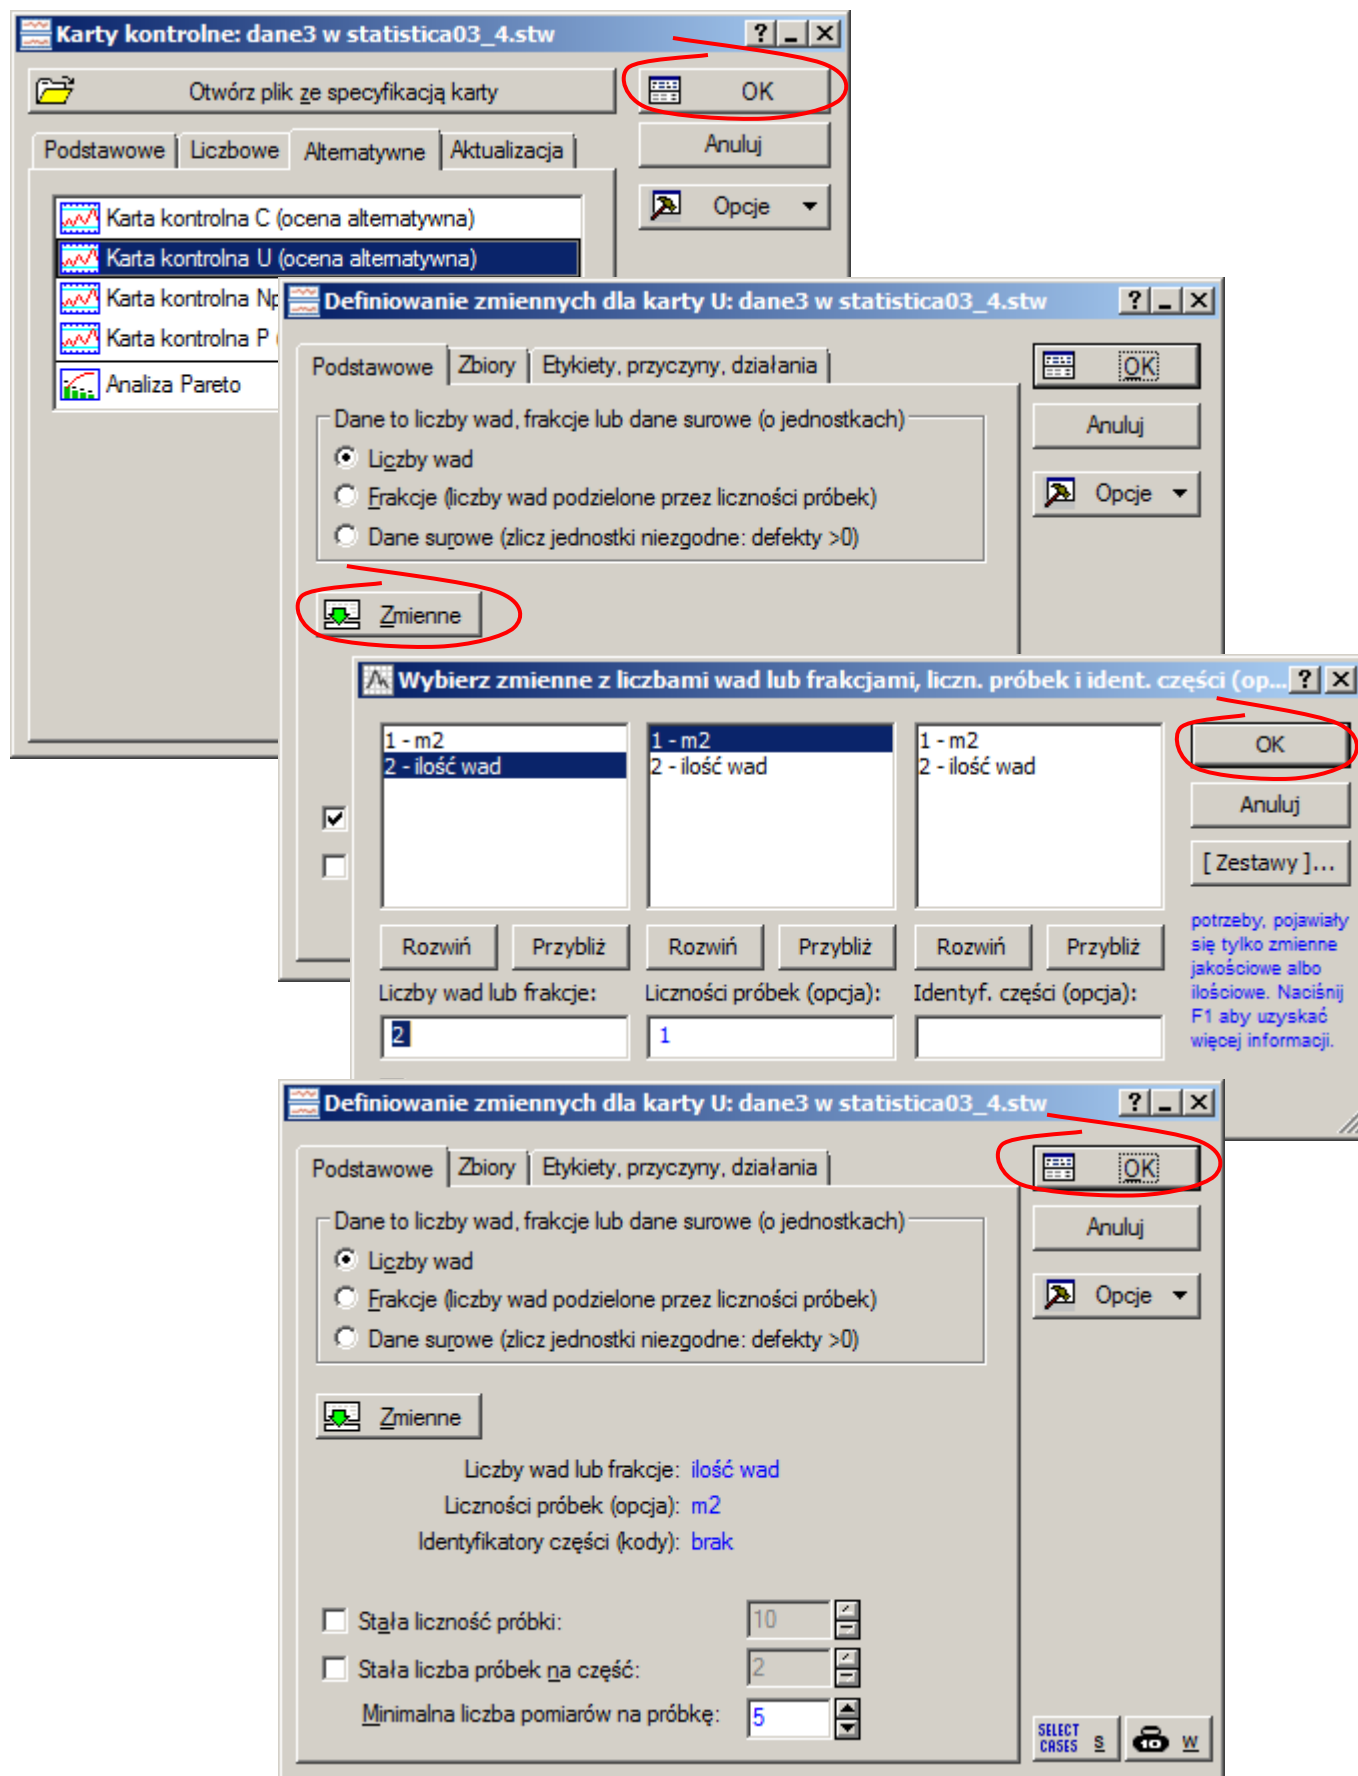 Karty kontrolne: dane3 w statistica03_4.stw
Otwórz plik ze specyfikacją karty
OK
Podstawowe Liczbowe Alternatywne Aktualizacja
Anuluj
Opcje
Karta kontrolna C (ocena alternatywna)
Karta kontrolna U (ocena alternatywna)
Karta kontrolna Np
Karta kontrolna P
Analiza Pareto
Definiowanie zmiennych dla karty U: dane3 w statistica03_4.stw
Podstawowe Zbiory Etykiety, przyczyny, działania
OK
Anuluj
Opcje
Dane to liczby wad, frakcje lub dane surowe (o jednostkach)
Liczby wad
Frakcje (liczby wad podzielone przez liczności próbek)
Dane surowe (zlicz jednostki niezgodne: defekty >0)
Zmienne
Wybierz zmienne z liczbami wad lub frakcjami, liczn. próbek i ident. części (op...
1 - m2
2 - ilość wad
1 - m2
2 - ilość wad
1 - m2
2 - ilość wad
OK
Anuluj
[ Zestawy ]...
potrzeby, pojawiały
się tylko zmienne
jakościowe albo
ilościowe. Naciśnij
F1 aby uzyskać
więcej informacji.
Rozwiń Przybliż Rozwiń Przybliż Rozwiń Przybliż
Liczby wad lub frakcje: Liczności próbek (opcja): Identyf. części (opcja):
2 1
Definiowanie zmiennych dla karty U: dane3 w statistica03_4.stw
Podstawowe Zbiory Etykiety, przyczyny, działania
OK
Anuluj
Opcje
Dane to liczby wad, frakcje lub dane surowe (o jednostkach)
Liczby wad
Frakcje (liczby wad podzielone przez liczności próbek)
Dane surowe (zlicz jednostki niezgodne: defekty >0)
Zmienne
Liczby wad lub frakcje: ilość wad
Liczności próbek (opcja): m2
Identyfikatory części (kody): brak
Stała liczność próbki: 10
Stała liczba próbek na część: 2
Minimalna liczba pomiarów na próbkę: 5
SELECT
CASES S
10 W